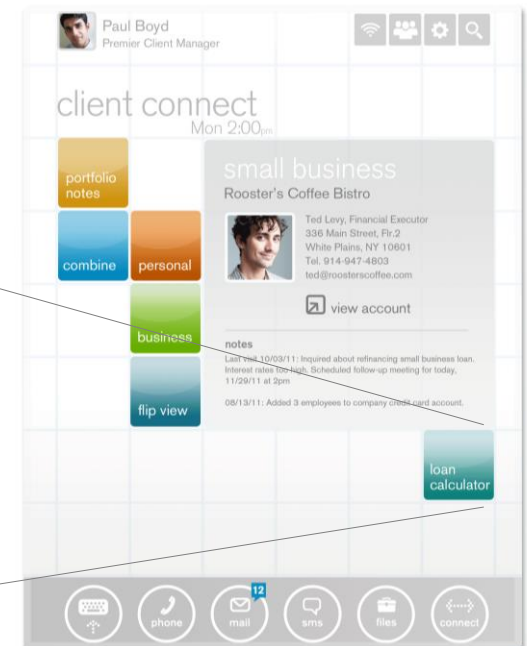 Paul Boyd
Premier Client Manager
client connect
Mon 2:00pm
portfolio
notes
combine
personal
business
flip view
small business
Rooster's Coffee Bistro
Ted Levy, Financial Executor
336 Main Street, Flr.2
White Plains, NY 10601
Tel. 914-947-4803
ted@roosterscoffee.com
view account
notes
Last visit 10/03/11: Inquired about refinancing small business loan.
Interest rates too high. Scheduled follow-up meeting for today,
11/29/11 at 2pm
08/13/11: Added 3 employees to company credit card account.
loan
calculator
phone
12
mail
sms
files
connect